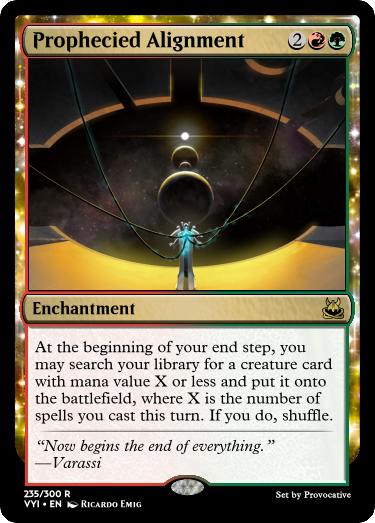 Prophecied Alignment 2
Enchantment
At the beginning of your end step, you
may search your library for a creature card
with mana value X or less and put it onto
the battlefield, where X is the number of
spells you cast this turn. If you do, shuffle.
“Now begins the end of everything.”
—Varassi
235/300 R
VYI • EN Ricardo Emig
Set by Provocative